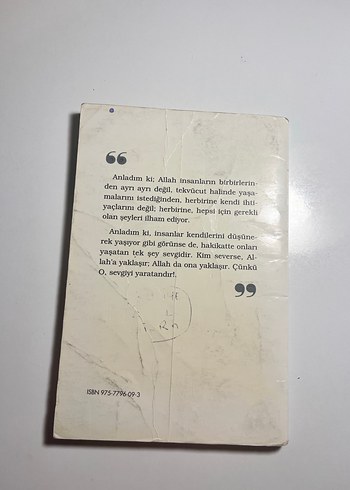 “
Anladım ki; Allah insanların birbirlerin-
den ayrı ayrı değil, tekvücut halinde yaşa-
malarını istediğinden, herbirine kendi ihti-
yaçlarını değil; herbirine, hepsi için gerekli
olan şeyleri ilham ediyor.
Anladım ki, insanlar kendilerini düşüne-
rek yaşıyor gibi görünse de, hakikatte onları
yaşatan tek şey sevgidir. Kim severse, Al-
lah'a yaklaşır; Allah da ona yaklaşır. Çünkü
O, sevgiyi yaratandır!.
”
ISBN 975-7796-09-3